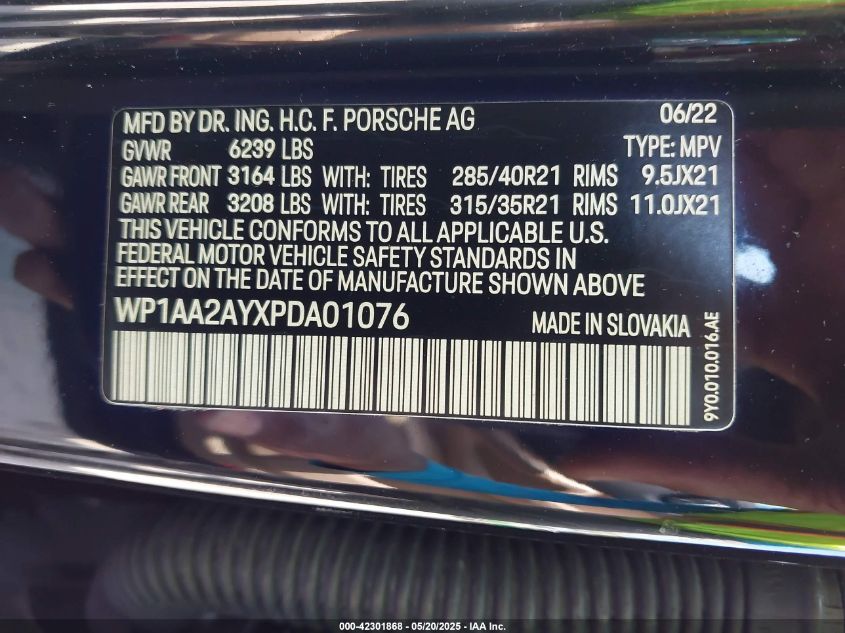 MFD BY DR. ING. H.C. F. PORSCHE AG 06/22
GVWR 6239 LBS TYPE: MPV
GAWR FRONT 3164 LBS WITH: TIRES 285/40R21 RIMS 9.5JX21
GAWR REAR 3208 LBS WITH: TIRES 315/35R21 RIMS 11.0JX21
THIS VEHICLE CONFORMS TO ALL APPLICABLE U.S.
FEDERAL MOTOR VEHICLE SAFETY STANDARDS IN
EFFECT ON THE DATE OF MANUFACTURE SHOWN ABOVE
WP1AA2AYXPDA01076 MADE IN SLOVAKIA
9Y0.010.016.AE
000-42301868 - 05/20/2025 - IAA Inc.